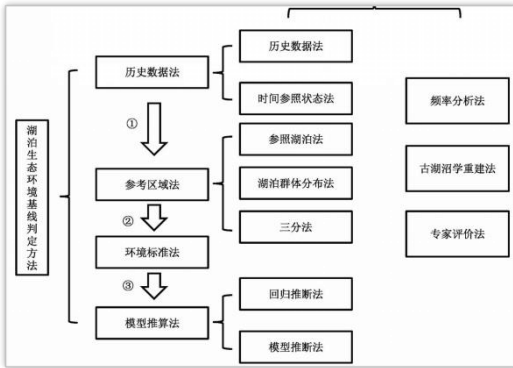 湖泊生态环境基线判定方法
历史数据法
①
参考区域法
②
环境标准法
③
模型推算法
历史数据法
时间参照状态法
参照湖泊法
湖泊群体分布法
三分法
回归推断法
模型推断法
频率分析法
古湖沼学重建法
专家评价法